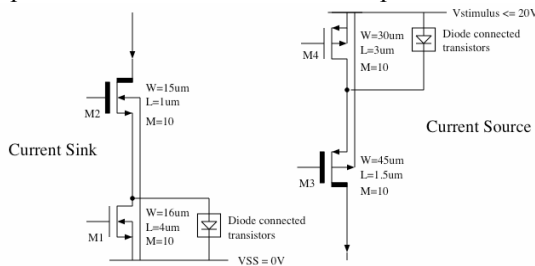 Vstimulus <= 20V
W=30um
L=3um
M=10
M4
Diode connected
transistors
W=15um
L=1um
M=10
M2
Current Sink
Current Source
W=45um
L=1.5um
M=10
M3
W=16um
L=4um
M=10
M1
Diode connected
transistors
VSS = 0V